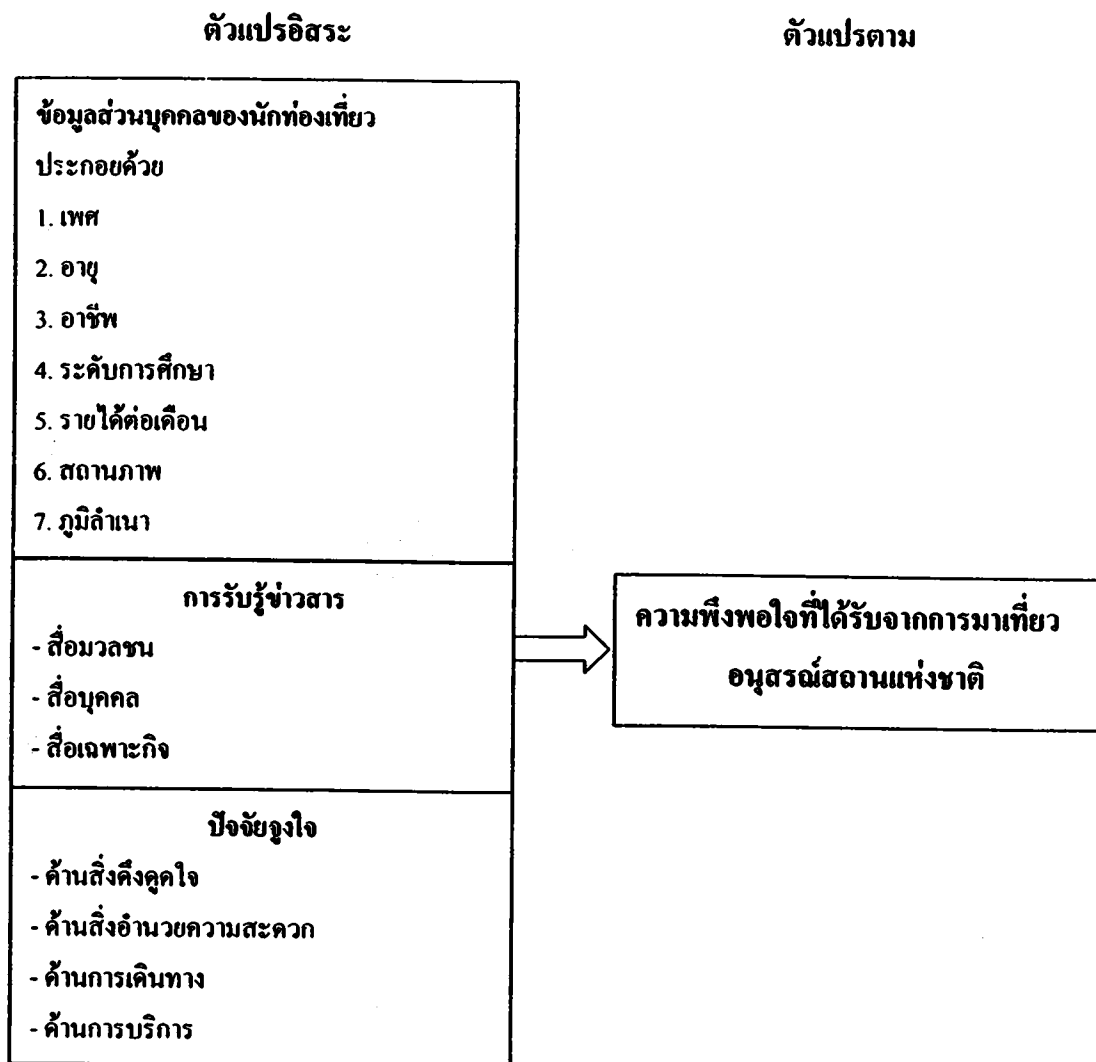 ตัวแปรอิสระ
ตัวแปรตาม
ข้อมูลส่วนบุคคลของนักท่องเที่ยว
ประกอยด้วย
1. เพศ
2. อายุ
3. อาชีพ
4. ระดับการศึกษา
5. รายได้ต่อเดือน
6. สถานภาพ
7. ภูมิลำเนา
การรับรู้ข่าวสาร
- สื่อมวลชน
- สื่อบุคคล
- สื่อเฉพาะกิจ
ปัจจัยจูงใจ
- ด้านสิ่งดึงดูดใจ
- ด้านสิ่งอำนวยความสะดวก
- ด้านการเดินทาง
- ด้านการบริการ
ความพึงพอใจที่ได้รับจากการมาเที่ยว
อนุสรณ์สถานแห่งชาติ